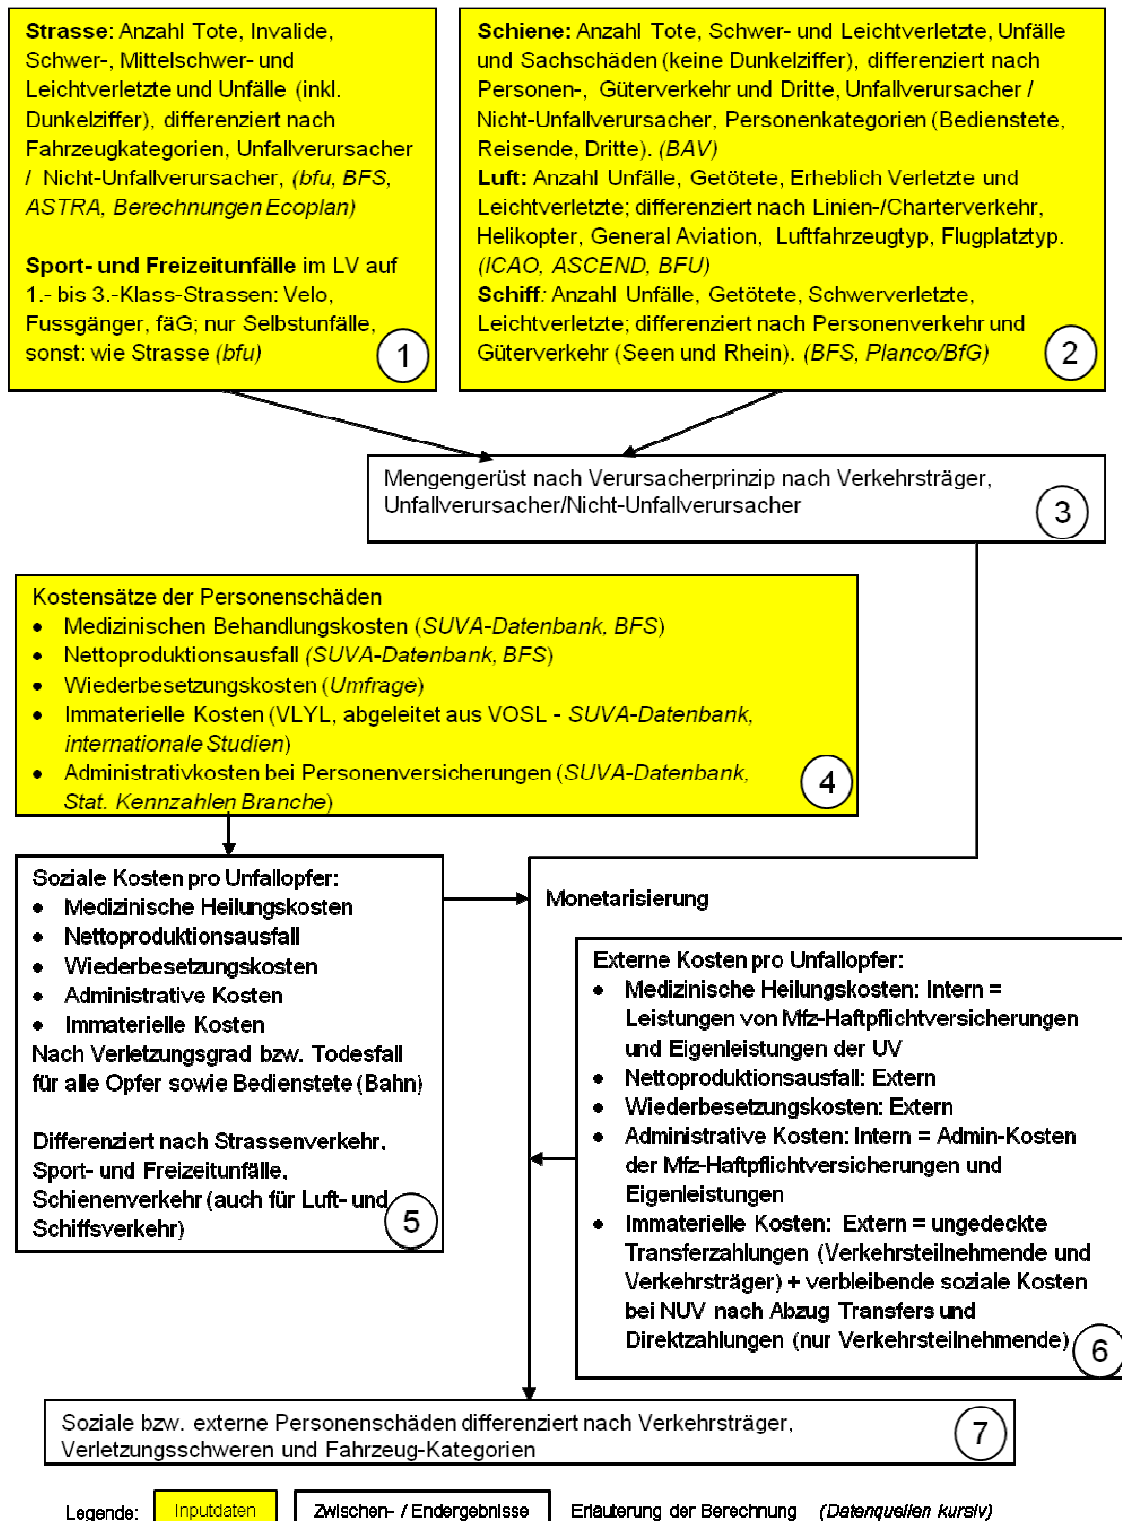 Strasse: Anzahl Tote, Invalide,
Schwer-, Mittelschwer- und
Leichtverletzte und Unfälle (inkl.
Dunkelziffer), differenziert nach
Fahrzeugkategorien, Unfallverursacher
/ Nicht-Unfallverursacher, (bfu, BFS,
ASTRA, Berechnungen Ecoplan)
Sport- und Freizeitunfälle im LV auf
1.- bis 3.-Klass-Strassen: Velo,
Fussgänger, fäG; nur Selbstunfälle,
sonst: wie Strasse (bfu)
1
Schiene: Anzahl Tote, Schwer- und Leichtverletzte, Unfälle
und Sachschäden (keine Dunkelziffer), differenziert nach
Personen-, Güterverkehr und Dritte, Unfallverursacher /
Nicht-Unfallverursacher, Personenkategorien (Bedienstete,
Reisende, Dritte). (BAV)
Luft: Anzahl Unfälle, Getötete, Erheblich Verletzte und
Leichtverletzte; differenziert nach Linien-/Charterverkehr,
Helikopter, General Aviation, Luftfahrzeugtyp, Flugplatztyp.
(ICAO, ASCEND, BFU)
Schiff: Anzahl Unfälle, Getötete, Schwerverletzte,
Leichtverletzte; differenziert nach Personenverkehr und
Güterverkehr (Seen und Rhein). (BFS, Planco/BfG)
2
Mengengerüst nach Verursacherprinzip nach Verkehrsträger,
Unfallverursacher/Nicht-Unfallverursacher
3
Kostensätze der Personenschäden
• Medizinischen Behandlungskosten (SUVA-Datenbank, BFS)
• Nettoproduktionsausfall (SUVA-Datenbank, BFS)
• Wiederbesetzungskosten (Umfrage)
• Immaterielle Kosten (VLYL, abgeleitet aus VOSL - SUVA-Datenbank,
internationale Studien)
• Administrativkosten bei Personenversicherungen (SUVA-Datenbank,
Stat. Kennzahlen Branche)
4
Soziale Kosten pro Unfallopfer:
• Medizinische Heilungskosten
• Nettoproduktionsausfall
• Wiederbesetzungskosten
• Administrative Kosten
• Immaterielle Kosten
Nach Verletzungsgrad bzw. Todesfall
für alle Opfer sowie Bedienstete (Bahn)
Differenziert nach Strassenverkehr,
Sport- und Freizeitunfälle,
Schienenverkehr (auch für Luft- und
Schiffsverkehr)
5
Monetarisierung
Externe Kosten pro Unfallopfer:
• Medizinische Heilungskosten: Intern =
Leistungen von Mfz-Haftpflichtversicherungen
und Eigenleistungen der UV
• Nettoproduktionsausfall: Extern
• Wiederbesetzungskosten: Extern
• Administrative Kosten: Intern = Admin-Kosten
der Mfz-Haftpflichtversicherungen und
Eigenleistungen
• Immaterielle Kosten: Extern = ungedeckte
Transferzahlungen (Verkehrsteilnehmende und
Verkehrsträger) + verbleibende soziale Kosten
bei NUV nach Abzug Transfers und
Direktzahlungen (nur Verkehrsteilnehmende)
6
Soziale bzw. externe Personenschäden differenziert nach Verkehrsträger,
Verletzungsschweren und Fahrzeug-Kategorien
7
Legende: Inputdaten Zwischen- / Endergebnisse Erläuterung der Berechnung (Datenquellen kursiv)